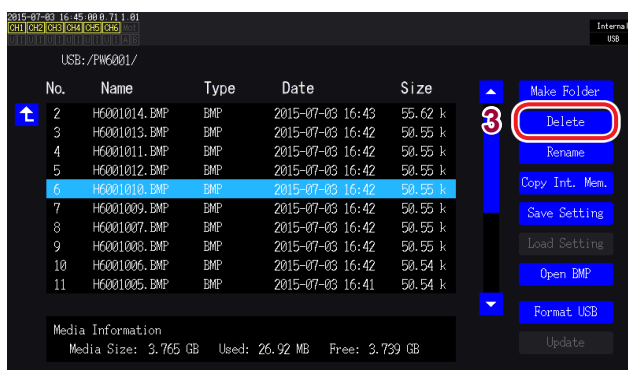 2015-07-03 16:45:00 0.71 1.01
CH1 CH2 CH3 CH4 CH5 CH6 Mot
U I U I U I U I U I U I A B
Internal
USB
USB:/PW6001/
No. Name Type Date Size
2 H6001014.BMP BMP 2015-07-03 16:43 55.62 k
3 H6001013.BMP BMP 2015-07-03 16:42 50.55 k
4 H6001011.BMP BMP 2015-07-03 16:42 50.55 k
5 H6001012.BMP BMP 2015-07-03 16:42 50.55 k
6 H6001010.BMP BMP 2015-07-03 16:42 50.55 k
7 H6001009.BMP BMP 2015-07-03 16:42 50.55 k
8 H6001007.BMP BMP 2015-07-03 16:42 50.55 k
9 H6001008.BMP BMP 2015-07-03 16:42 50.55 k
10 H6001006.BMP BMP 2015-07-03 16:42 50.54 k
11 H6001005.BMP BMP 2015-07-03 16:41 50.54 k
Media Information
Media Size: 3.765 GB Used: 26.92 MB Free: 3.739 GB
Make Folder
3
Delete
Rename
Copy Int. Mem.
Save Setting
Load Setting
Open BMP
Format USB
Update